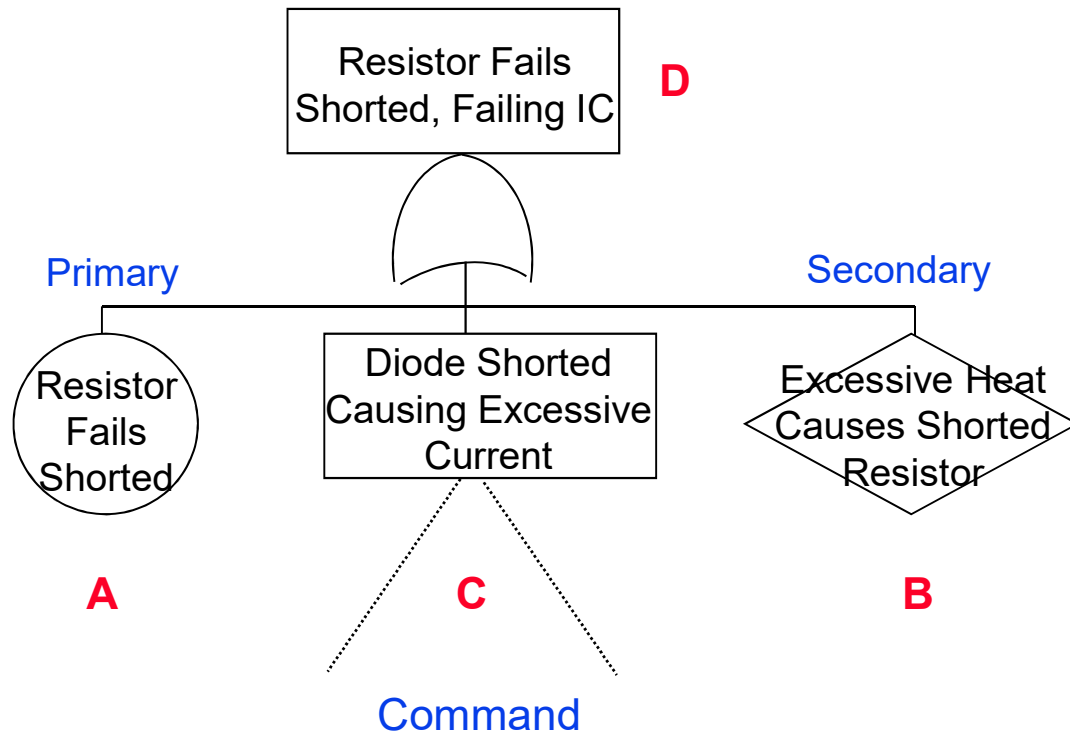 Resistor Fails
Shorted, Failing IC
D
Primary
Secondary
Resistor
Fails
Shorted
Diode Shorted
Causing Excessive
Current
Excessive Heat
Causes Shorted
Resistor
A
C
B
Command